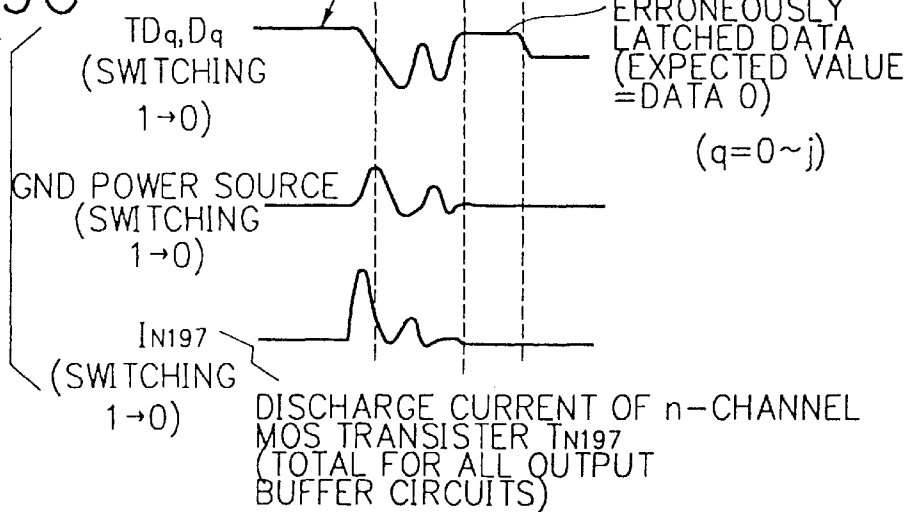 TDq,Dq
(SWITCHING
1→0)
ERRONEOUSLY
LATCHED DATA
(EXPECTED VALUE
=DATA 0)
(q=0~j)
GND POWER SOURCE
(SWITCHING
1→0)
IN197
(SWITCHING
1→0)
DISCHARGE CURRENT OF n-CHANNEL
MOS TRANSISTER TN197
(TOTAL FOR ALL OUTPUT
BUFFER CIRCUITS)